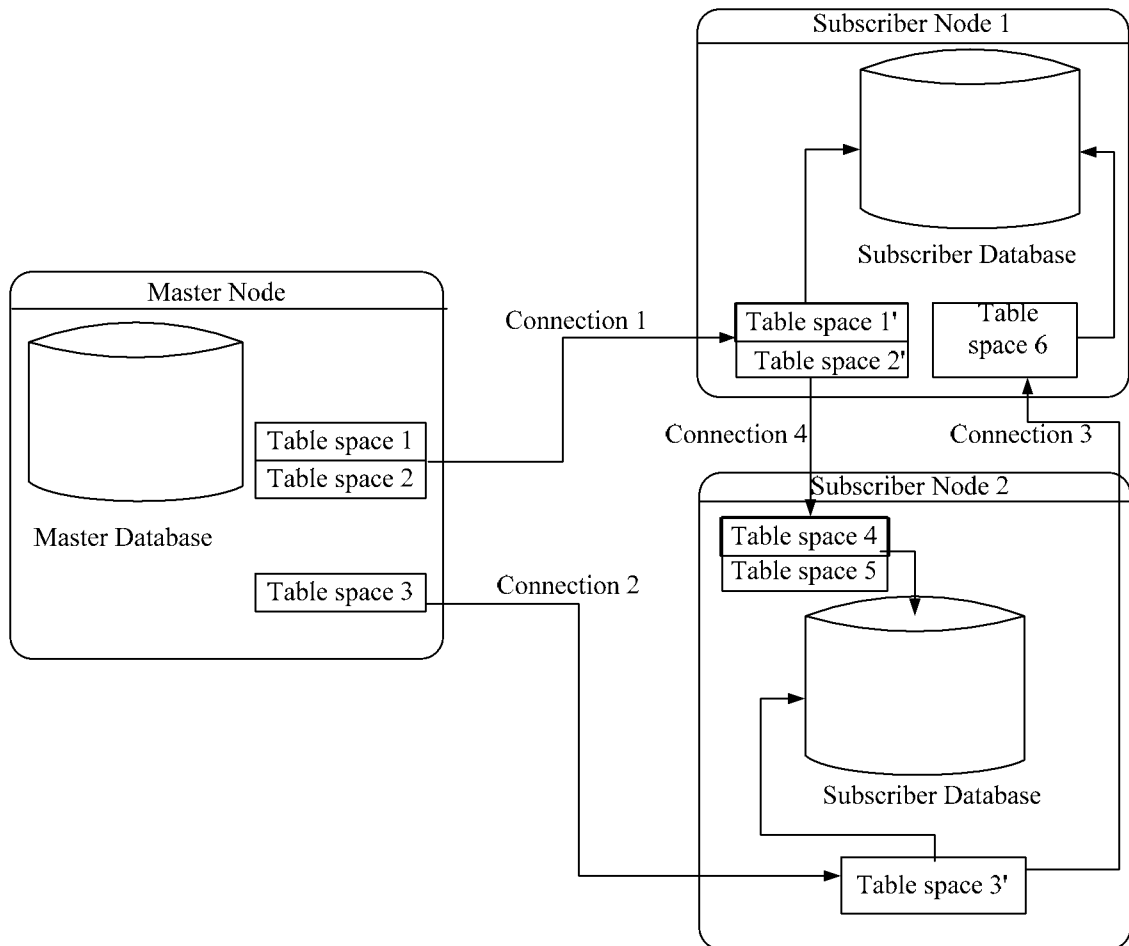 Subscriber Node 1
Subscriber Database
Master Node
Connection 1
Table space 1'
Table space 2'
Table
space 6
Table space 1
Table space 2
Connection 4
Connection 3
Master Database
Subscriber Node 2
Table space 4
Table space 5
Table space 3
Connection 2
Subscriber Database
Table space 3'